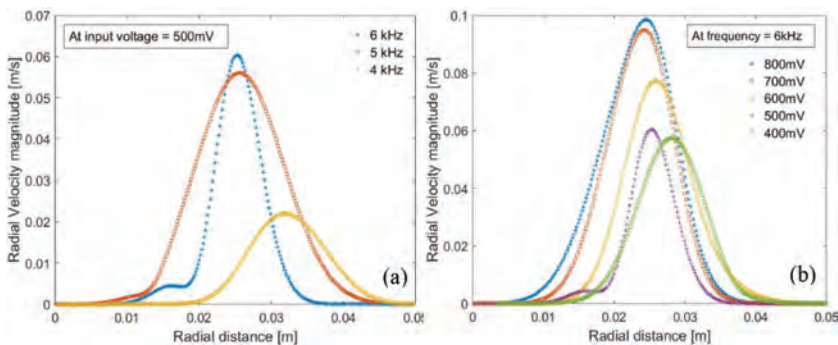 0.07
0.06
0.05
0.04
0.03
0.02
0.01
0
Radial Velocity magnitude [m/s]
At input voltage = 500mV
6 kHz
5 kHz
4 kHz
(a)
0 0.01 0.02 0.03 0.04 0.05
Radial distance [m]
0.1
0.08
0.06
0.04
0.02
0
Radial Velocity magnitude [m/s]
At frequency = 6kHz
800mV
700mV
600mV
500mV
400mV
(b)
0 0.01 0.02 0.03 0.04 0.05
Radial distance [m]